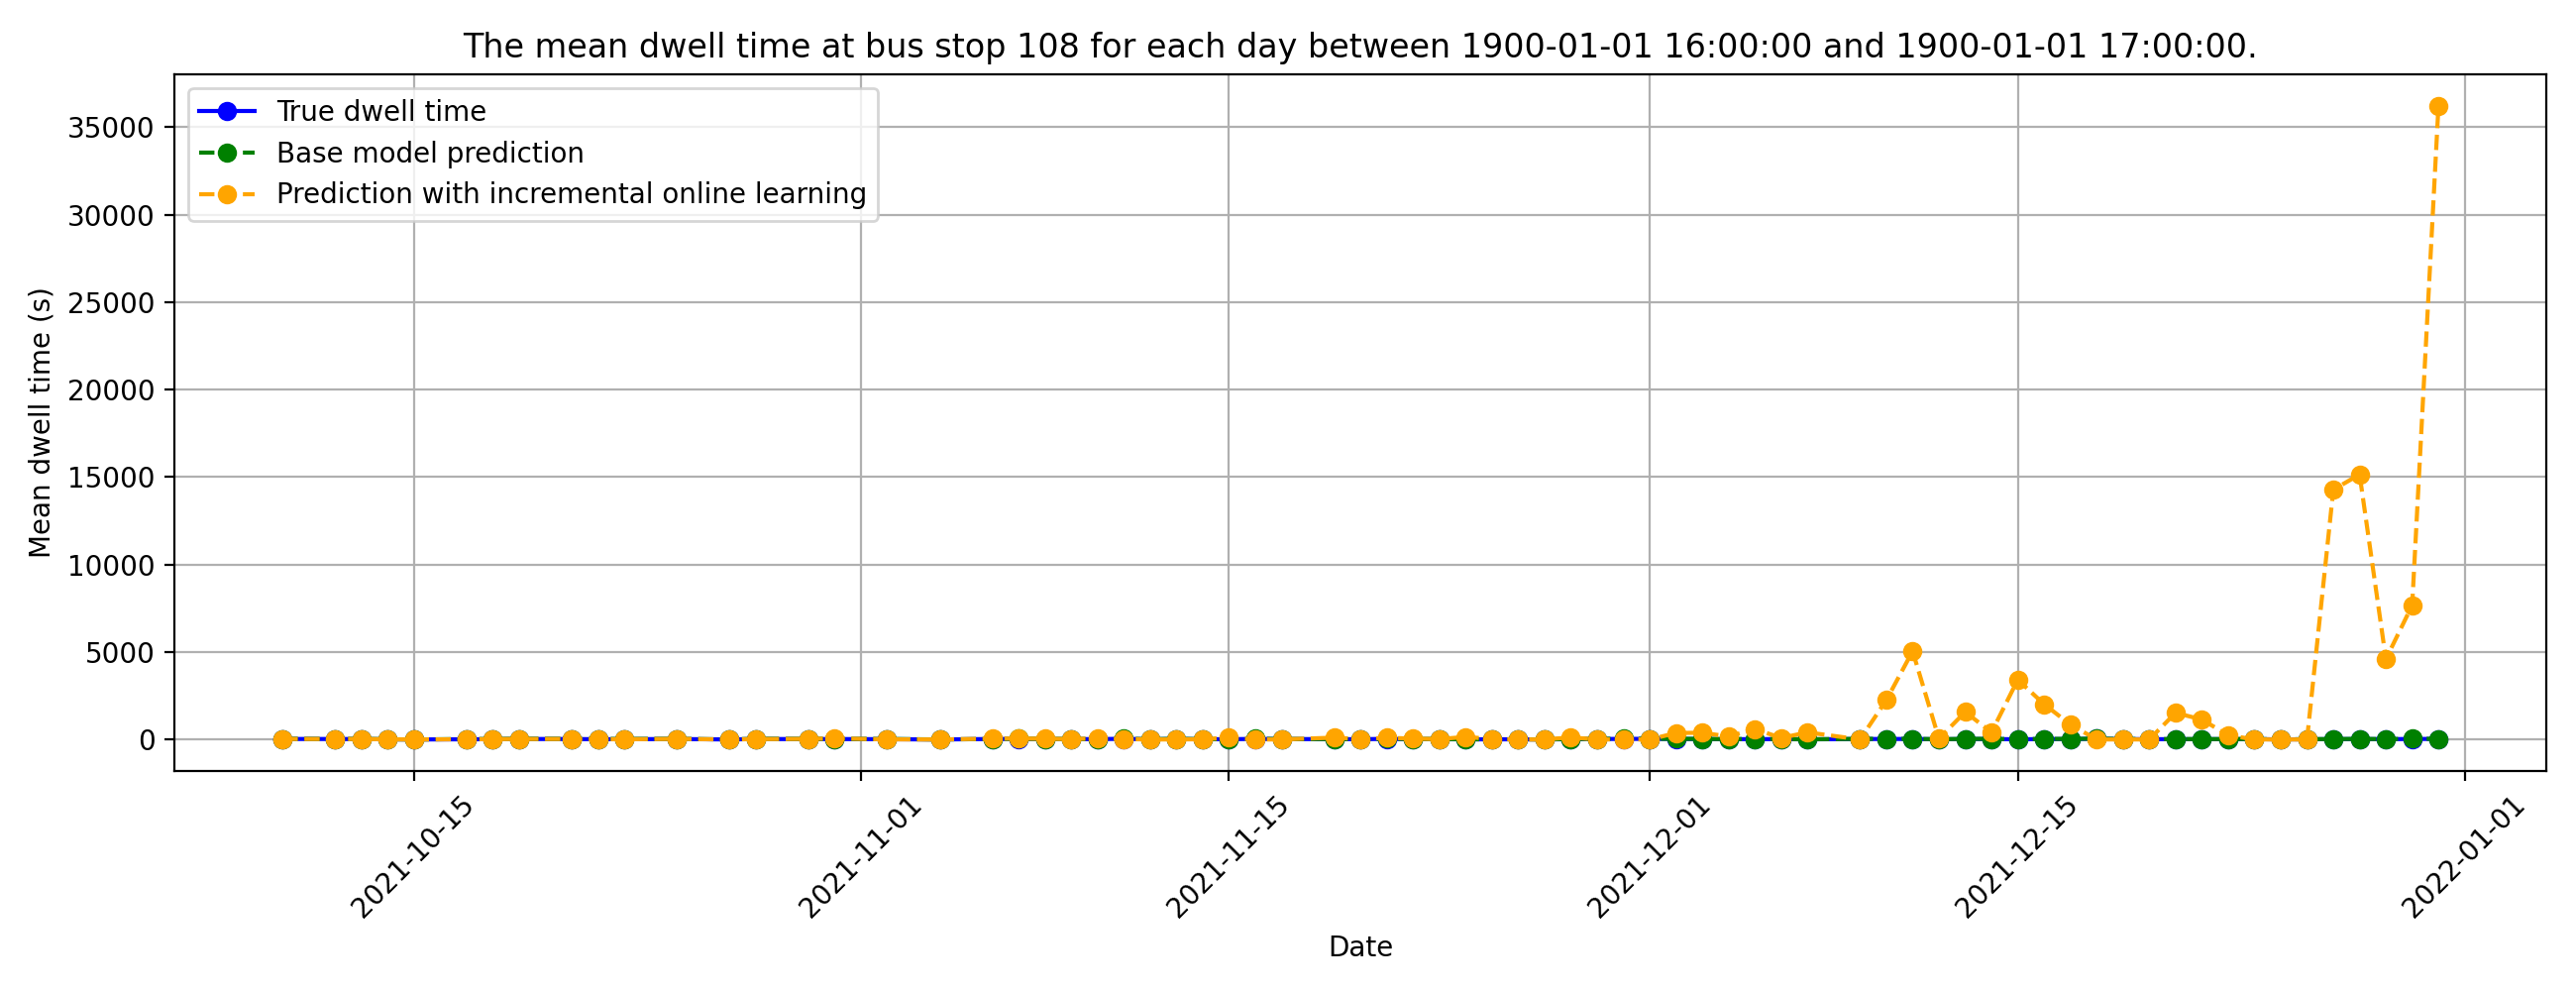 The mean dwell time at bus stop 108 for each day between 1900-01-01 16:00:00 and 1900-01-01 17:00:00.
True dwell time
Base model prediction
Prediction with incremental online learning
Mean dwell time (s)
35000
30000
25000
20000
15000
10000
5000
0
2021-10-15
2021-11-01
2021-11-15
2021-12-01
2021-12-15
2022-01-01
Date